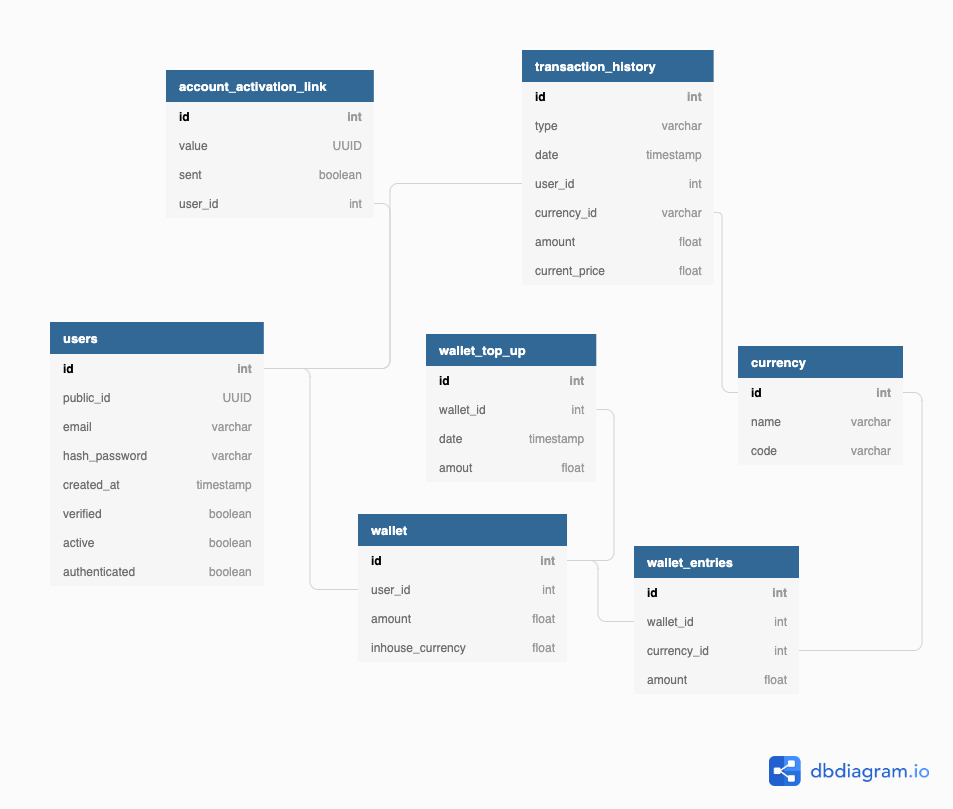 account_activation_link
id int
value UUID
sent boolean
user_id int
transaction_history
id int
type varchar
date timestamp
user_id int
currency_id varchar
amount float
current_price float
users
id int
public_id UUID
email varchar
hash_password varchar
created_at timestamp
verified boolean
active boolean
authenticated boolean
wallet_top_up
id int
wallet_id int
date timestamp
amout float
currency
id int
name varchar
code varchar
wallet
id int
user_id int
amount float
inhouse_currency float
wallet_entries
id int
wallet_id int
currency_id int
amount float
dbdiagram.io